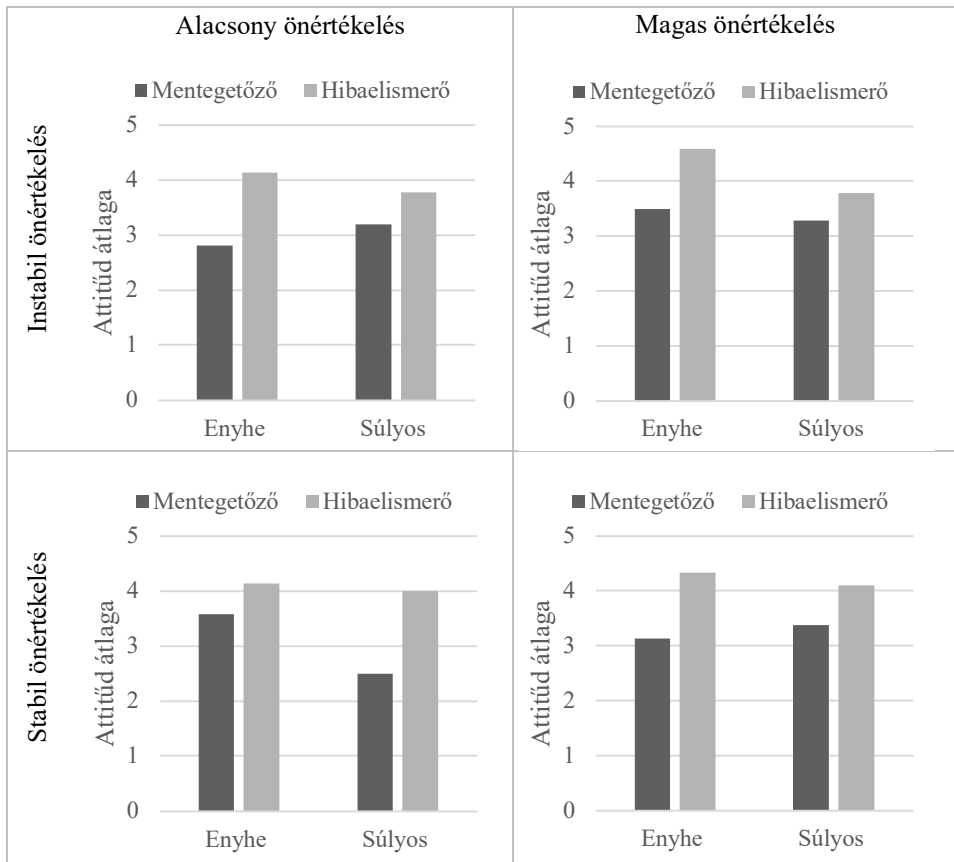 Alacsony önértékelés
Magas önértékelés
Instabil önértékelés
Mentegetőző Hibaelismerő
Attitűd átlaga
5
4
3
2
1
0
Enyhe Súlyos
Mentegetőző Hibaelismerő
Attitűd átlaga
5
4
3
2
1
0
Enyhe Súlyos
Stabil önértékelés
Mentegetőző Hibaelismerő
Attitűd átlaga
5
4
3
2
1
0
Enyhe Súlyos
Mentegetőző Hibaelismerő
Attitűd átlaga
5
4
3
2
1
0
Enyhe Súlyos